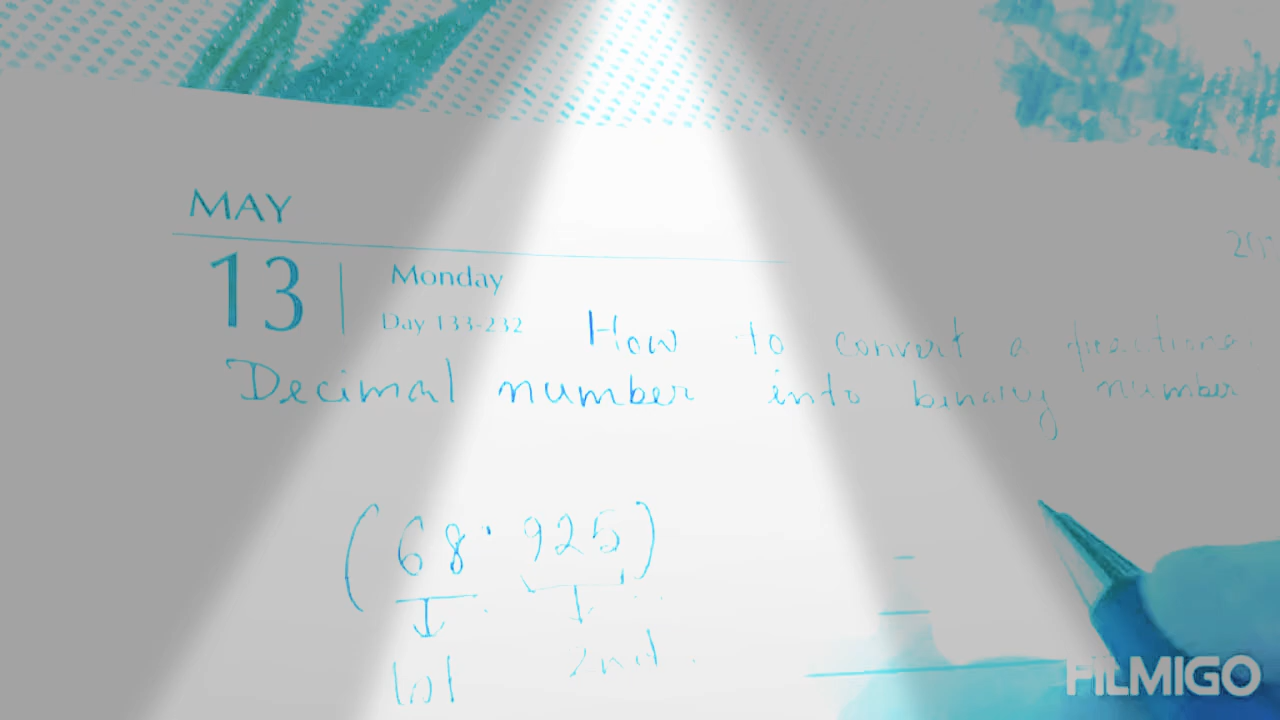 MAY
13
Monday
Day 133-232
How to convert a fractional
Decimal number into binary number
(68.925)
1st 2nd.
FiLMIGO